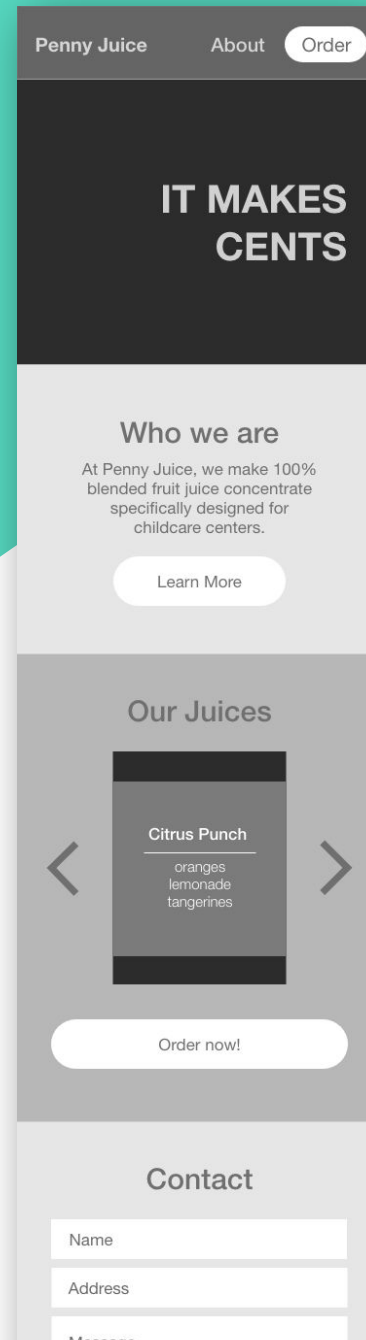 Penny Juice About Order
IT MAKES
CENTS
Who we are
At Penny Juice, we make 100%
blended fruit juice concentrate
specifically designed for
childcare centers.
Learn More
Our Juices
Citrus Punch
oranges
lemonade
tangerines
Order now!
Contact
Name
Address
Message